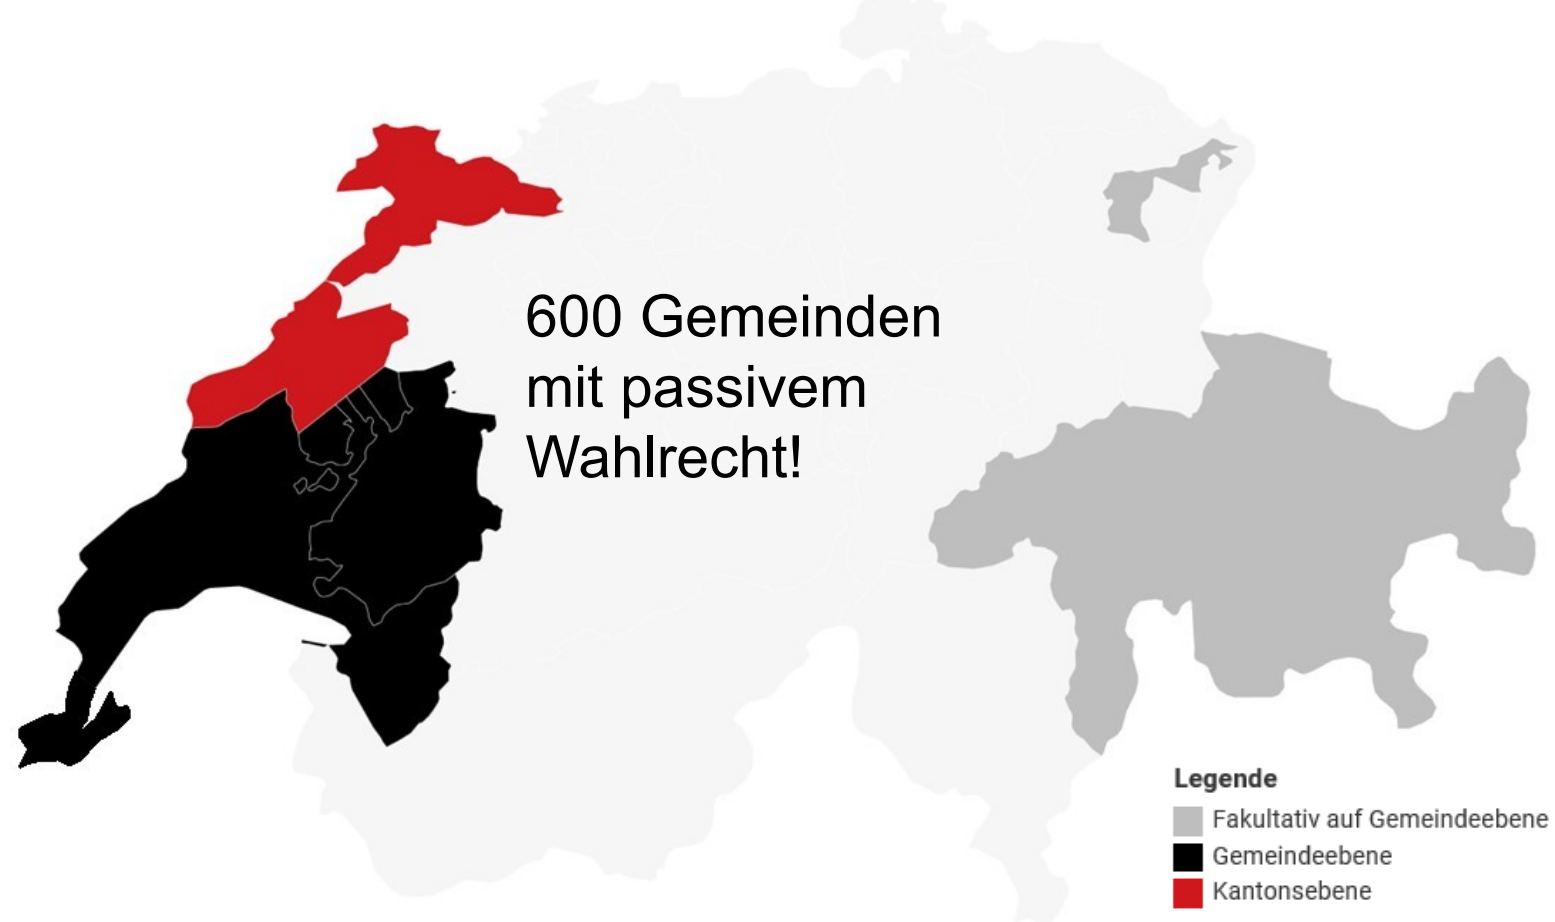 600 Gemeinden
mit passivem
Wahlrecht!
Legende
Fakultativ auf Gemeindeebene
Gemeindeebene
Kantonsebene